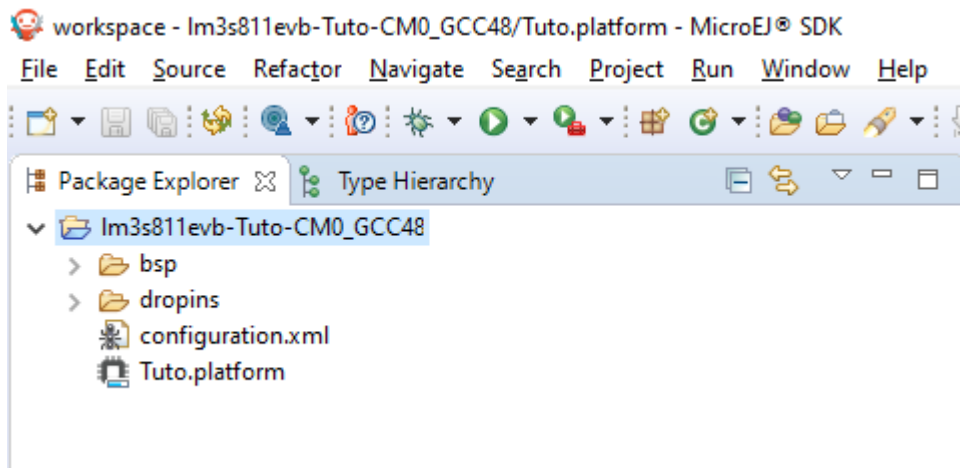 workspace - lm3s811evb-Tuto-CM0_GCC48/Tuto.platform - MicroEJ® SDK
File Edit Source Refactor Navigate Search Project Run Window Help
Package Explorer Type Hierarchy
lm3s811evb-Tuto-CM0_GCC48
bsp
dropins
configuration.xml
Tuto.platform